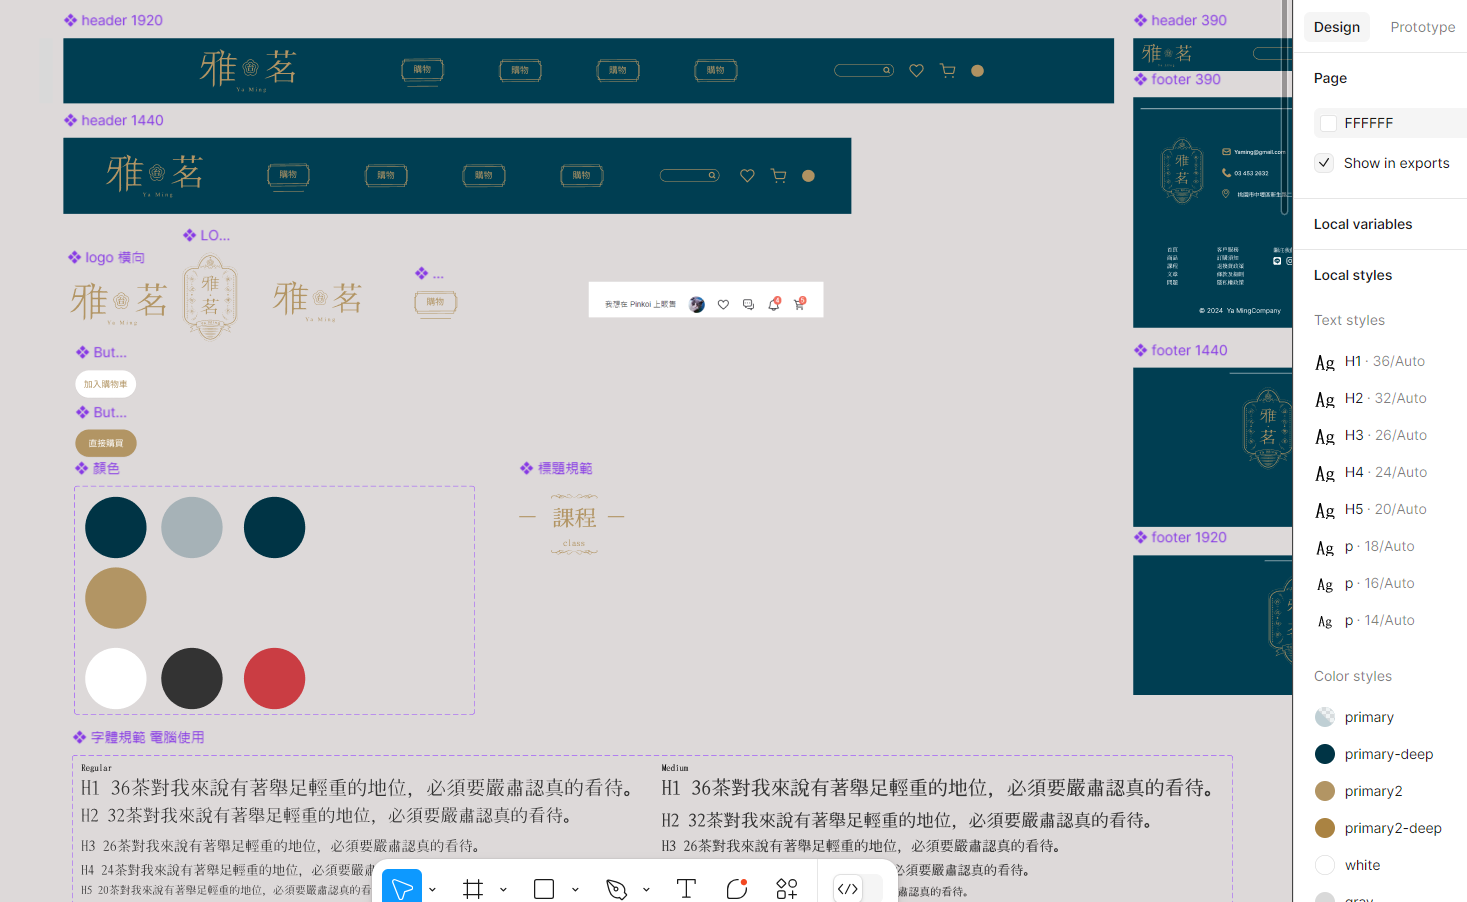 header 1920
雅茗
Ya Ming
購物
購物
購物
購物
header 1440
雅茗
Ya Ming
購物
購物
購物
購物
logo 橫向
LO...
...
雅茗
Ya Ming
雅茗
雅茗
Ya Ming
購物
我想在 Pinkoi 上販售
But...
加入購物車
But...
直接購買
顏色
標題規範
課程
class
字體規範 電腦使用
Regular
H1 36茶對我來說有著舉足輕重的地位，必須要嚴肅認真的看待。
H2 32茶對我來說有著舉足輕重的地位，必須要嚴肅認真的看待。
H3 26茶對我來說有著舉足輕重的地位，必須要嚴肅認真的看待。
H4 24茶對我來說有著舉足輕重的地位，必須要嚴肅
H5 20茶對我來說有著舉足輕重的地位，必須要嚴肅認真的看
Medium
H1 36茶對我來說有著舉足輕重的地位，必須要嚴肅認真的看待。
H2 32茶對我來說有著舉足輕重的地位，必須要嚴肅認真的看待。
H3 26茶對我來說有著舉足輕重的地位，必須要嚴肅認真的看待。
必須要嚴肅認真的看待。
嚴肅認真的看待。
header 390
雅茗
Ya Ming
footer 390
雅茗
Yaming@gmail.com
03 453 2632
桃園市中壢區新生路二
首頁
商品
課程
文章
問題
客戶服務
訂購須知
退換貨政策
條款及細則
隱私權政策
© 2024 Ya MingCompany
footer 1440
雅茗
footer 1920
Design
Prototype
Page
FFFFFF
Show in exports
Local variables
Local styles
Text styles
Ag H1 · 36/Auto
Ag H2 · 32/Auto
Ag H3 · 26/Auto
Ag H4 · 24/Auto
Ag H5 · 20/Auto
Ag p · 18/Auto
Ag p · 16/Auto
Ag p · 14/Auto
Color styles
primary
primary-deep
primary2
primary2-deep
white
gray